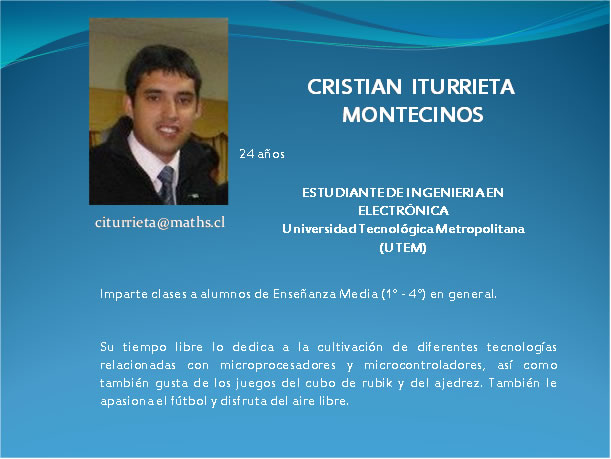 CRISTIAN ITURRIETA
MONTECINOS
24 años
citurrieta@maths.cl
ESTUDIANTE DE INGENIERIA EN
ELECTRÓNICA
Universidad Tecnológica Metropolitana
(UTEM)
Imparte clases a alumnos de Enseñanza Media (1° - 4°) en general.
Su tiempo libre lo dedica a la cultivación de diferentes tecnologías
relacionadas con microprocesadores y microcontroladores, así como
también gusta de los juegos del cubo de rubik y del ajedrez. También le
apasiona el fútbol y disfruta del aire libre.